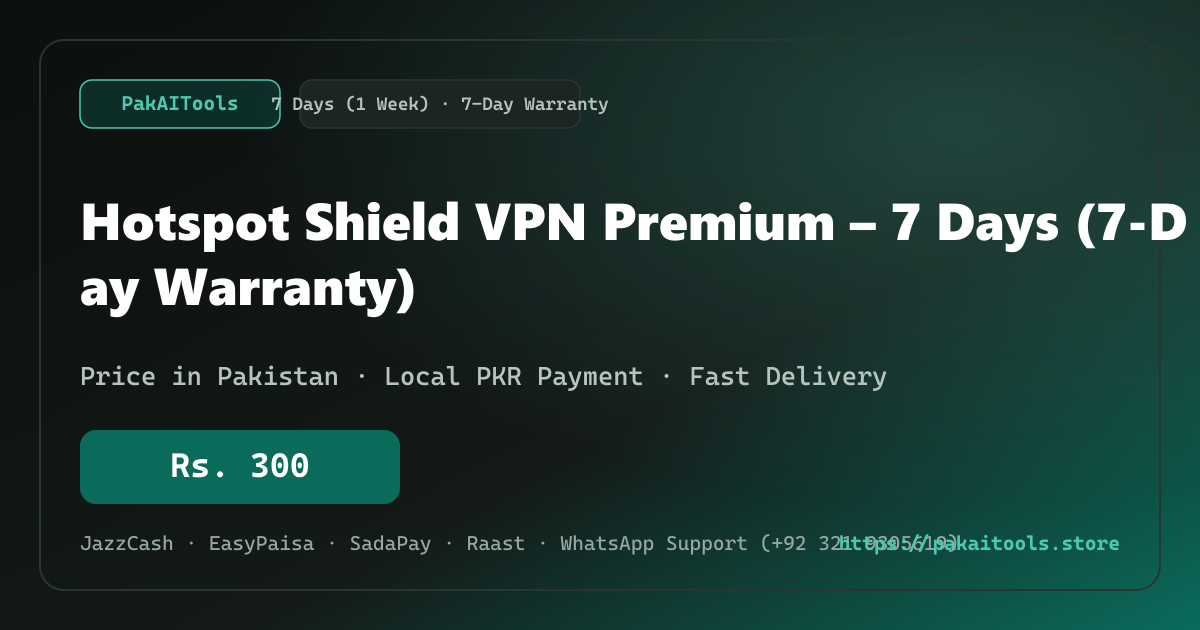 PakAITools
7 Days (1 Week) · 7-Day Warranty
Hotspot Shield VPN Premium – 7 Days (7-D
ay Warranty)
Price in Pakistan · Local PKR Payment · Fast Delivery
Rs. 300
JazzCash · EasyPaisa · SadaPay · Raast · WhatsApp Support (+92 321 https://pakaitools.store